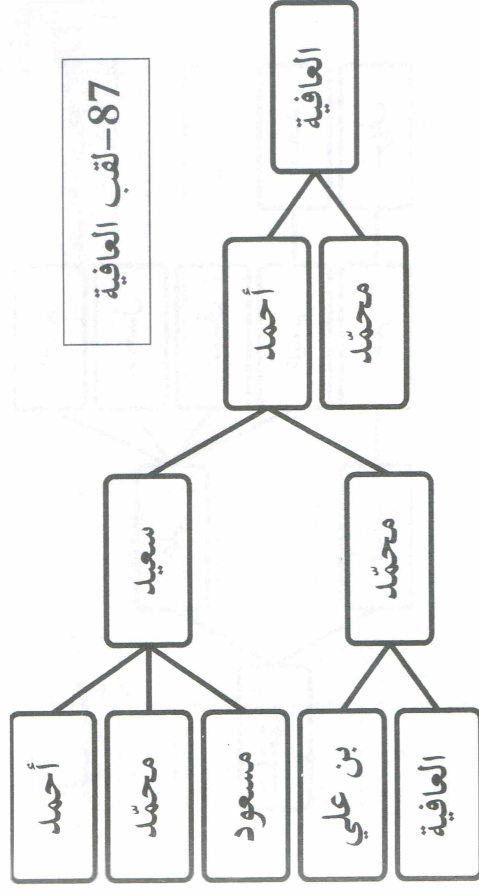 87-لقب العافية
العافية
أحمد
محمّد
سعيد
محمّد
أحمد
محمّد
مسعود
بن علي
العافية